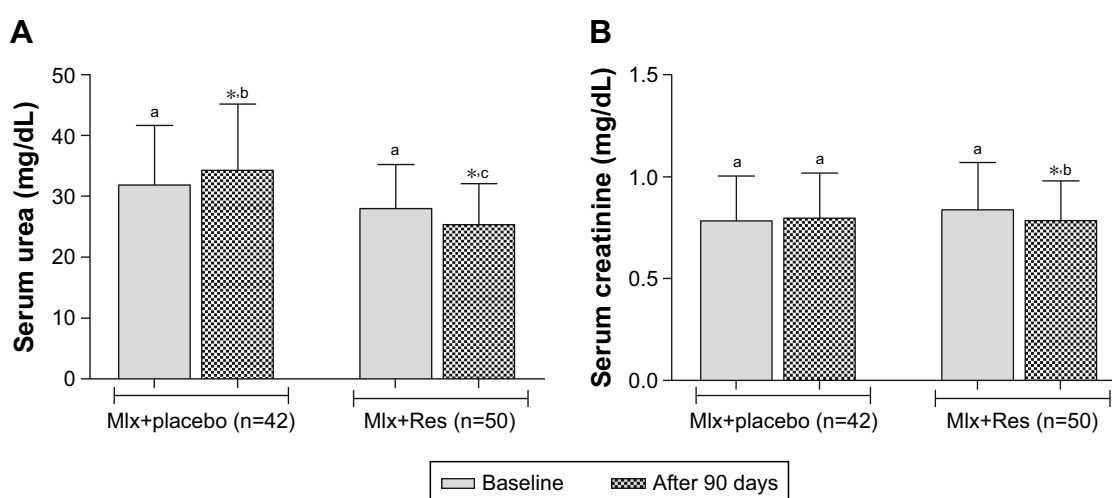 A
Serum urea (mg/dL)
50
40
30
20
10
0
a
*,b
a
*,c
Mlx+placebo (n=42)
Mlx+Res (n=50)
B
Serum creatinine (mg/dL)
1.5
1.0
0.5
0.0
a
a
a
*,b
Mlx+placebo (n=42)
Mlx+Res (n=50)
Baseline
After 90 days